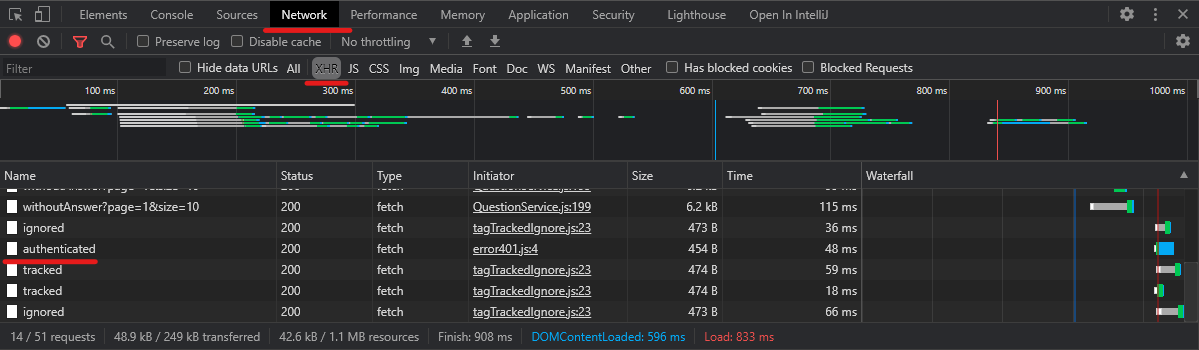 Elements Console Sources Network Performance Memory Application Security Lighthouse Open In IntelliJ
Preserve log Disable cache No throttling
Filter Hide data URLs All XHR JS CSS Img Media Font Doc WS Manifest Other Has blocked cookies Blocked Requests
100 ms 200 ms 300 ms 400 ms 500 ms 600 ms 700 ms 800 ms 900 ms 1000 ms
Name Status Type Initiator Size Time Waterfall
withoutAnswer?page=1&size=10 200 fetch QuestionService.js:199 6.2 kB 115 ms
ignored 200 fetch tagTrackedIgnore.js:23 473 B 36 ms
authenticated 200 fetch error401.js:4 454 B 48 ms
tracked 200 fetch tagTrackedIgnore.js:23 474 B 59 ms
tracked 200 fetch tagTrackedIgnore.js:23 474 B 18 ms
ignored 200 fetch tagTrackedIgnore.js:23 473 B 66 ms
14 / 51 requests 48.9 kB / 249 kB transferred 42.6 kB / 1.1 MB resources Finish: 908 ms DOMContentLoaded: 596 ms Load: 833 ms